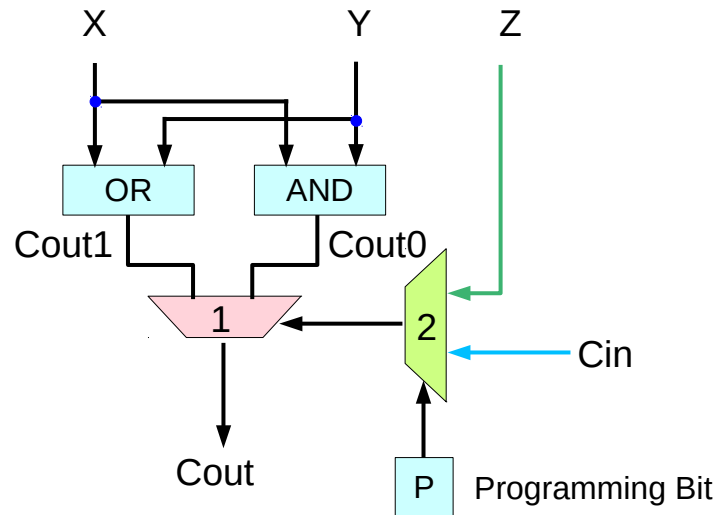 X Y Z
OR AND
Cout1 Cout0
1 2
Cin
Cout
P Programming Bit